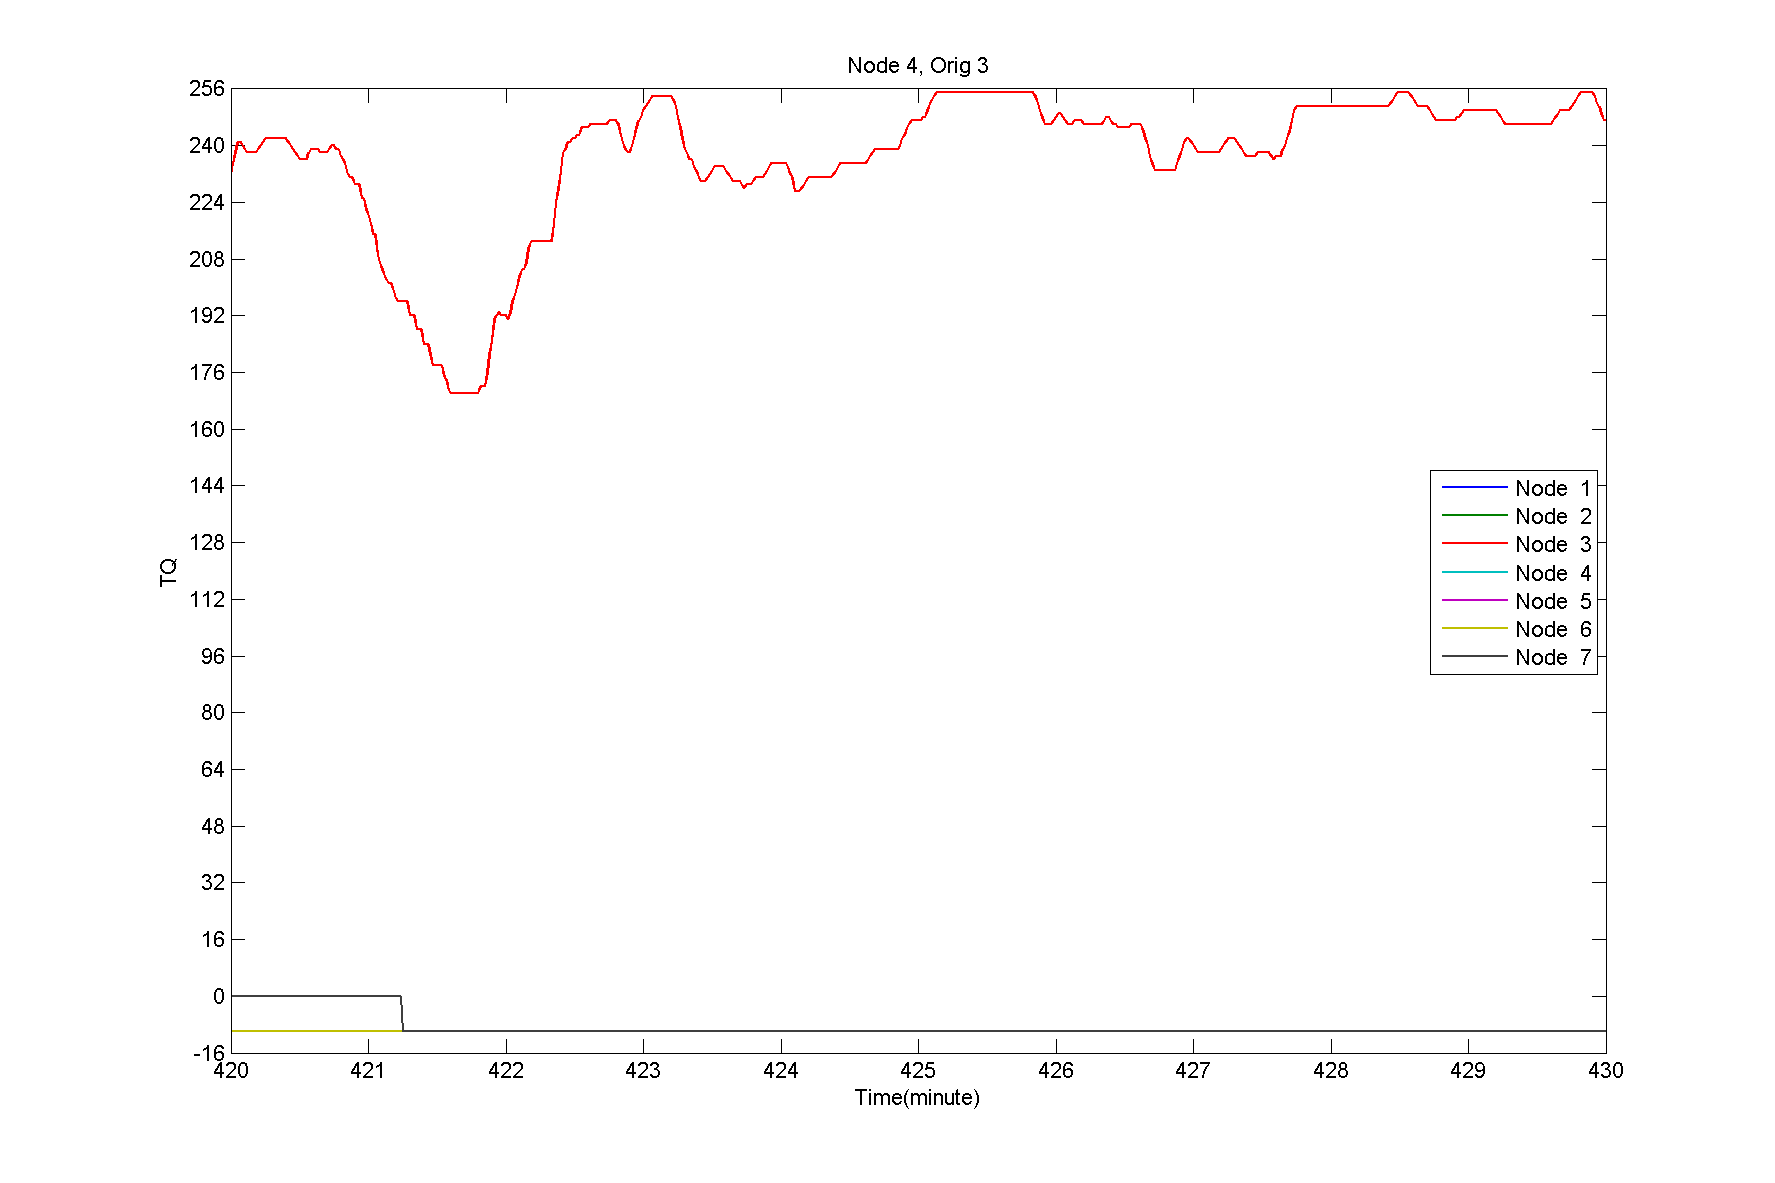 Node 4, Orig 3
256
240
224
208
192
176
160
144
128
112
96
80
64
48
32
16
0
-16
TQ
420 421 422 423 424 425 426 427 428 429 430
Time(minute)
Node 1
Node 2
Node 3
Node 4
Node 5
Node 6
Node 7